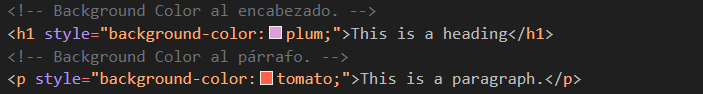 <!-- Background Color al encabezado. -->
<h1 style="background-color:plum;">This is a heading</h1>
<!-- Background Color al párrafo. -->
<p style="background-color:tomato;">This is a paragraph.</p>